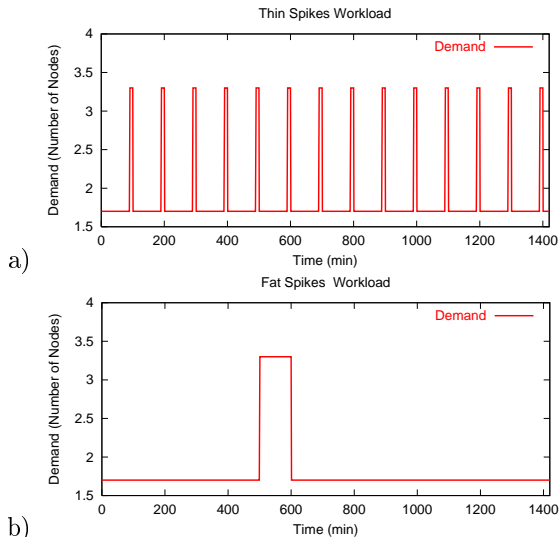 Thin Spikes Workload
Demand
Demand (Number of Nodes)
4
3.5
3
2.5
2
1.5
0 200 400 600 800 1000 1200 1400
Time (min)
a)
Fat Spikes Workload
Demand
Demand (Number of Nodes)
4
3.5
3
2.5
2
1.5
0 200 400 600 800 1000 1200 1400
Time (min)
b)